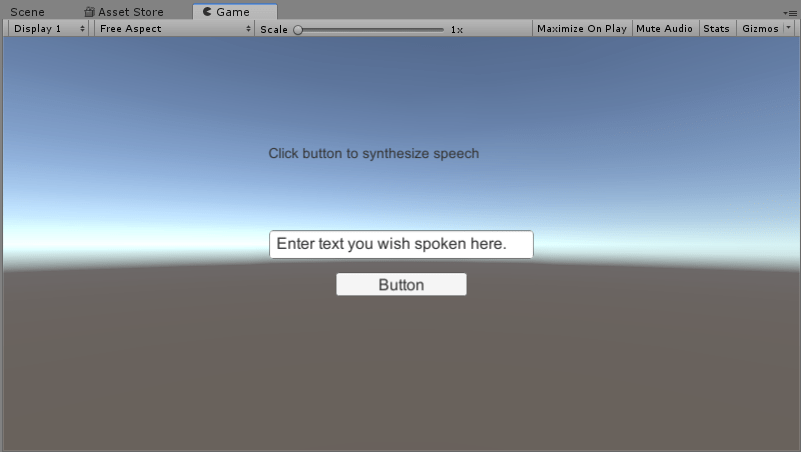 Scene Asset Store Game
Display 1 Free Aspect Scale 1x Maximize On Play Mute Audio Stats Gizmos
Click button to synthesize speech
Enter text you wish spoken here.
Button